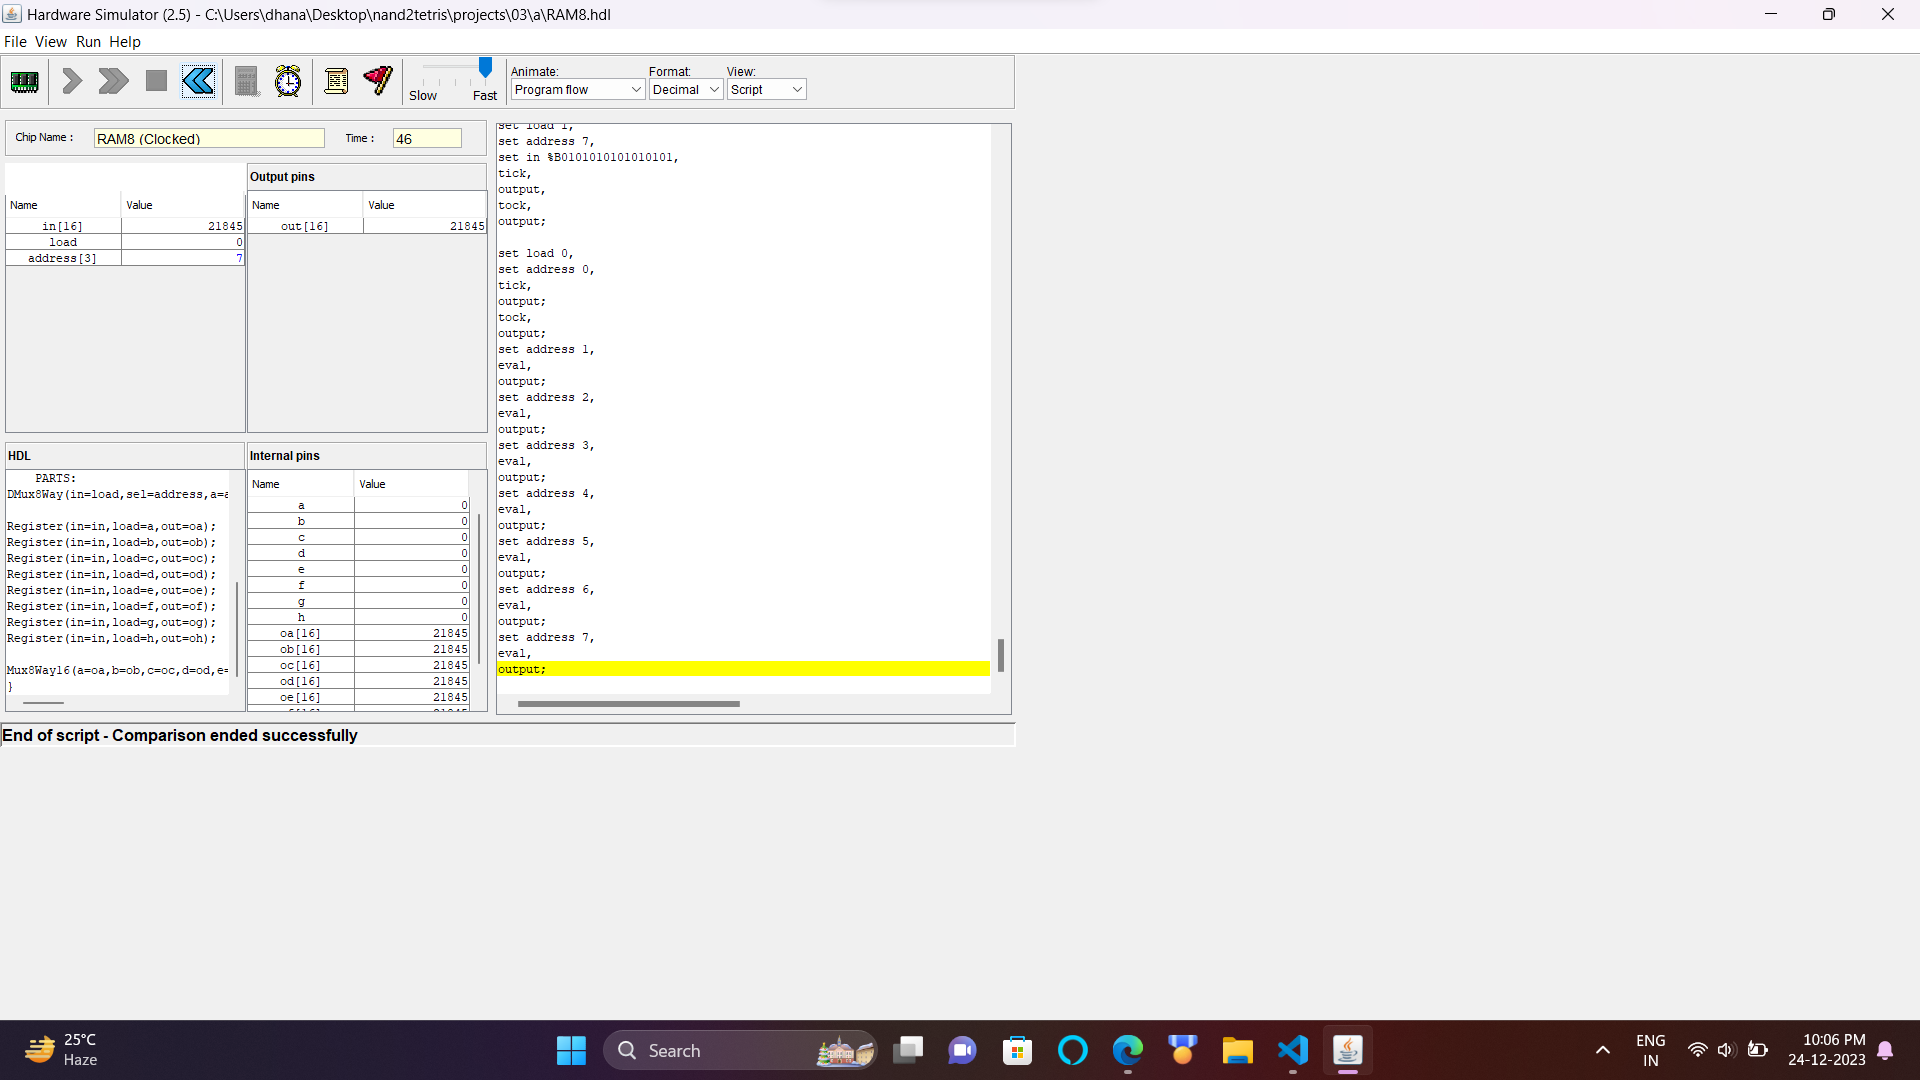 Hardware Simulator (2.5) - C:\Users\dhana\Desktop\nand2tetris\projects\03\a\RAM8.hdl
File View Run Help
Slow Fast
Animate:
Program flow
Format:
Decimal
View:
Script
Chip Name :
RAM8 (Clocked)
Time :
46
Name Value
in[16] 21845
load 0
address[3] 7
Output pins
Name Value
out[16] 21845
HDL
PARTS:
DMux8Way(in=load,sel=address,a=a
Register(in=in,load=a,out=oa);
Register(in=in,load=b,out=ob);
Register(in=in,load=c,out=oc);
Register(in=in,load=d,out=od);
Register(in=in,load=e,out=oe);
Register(in=in,load=f,out=of);
Register(in=in,load=g,out=og);
Register(in=in,load=h,out=oh);
Mux8Way16(a=oa,b=ob,c=oc,d=od,e=
}
Internal pins
Name Value
a 0
b 0
c 0
d 0
e 0
f 0
g 0
h 0
oa[16] 21845
ob[16] 21845
oc[16] 21845
od[16] 21845
oe[16] 21845
set load 1,
set address 7,
set in %B0101010101010101,
tick,
output,
tock,
output;
set load 0,
set address 0,
tick,
output;
tock,
output;
set address 1,
eval,
output;
set address 2,
eval,
output;
set address 3,
eval,
output;
set address 4,
eval,
output;
set address 5,
eval,
output;
set address 6,
eval,
output;
set address 7,
eval,
output;
End of script - Comparison ended successfully
25°C
Haze
Search
ENG
IN
10:06 PM
24-12-2023